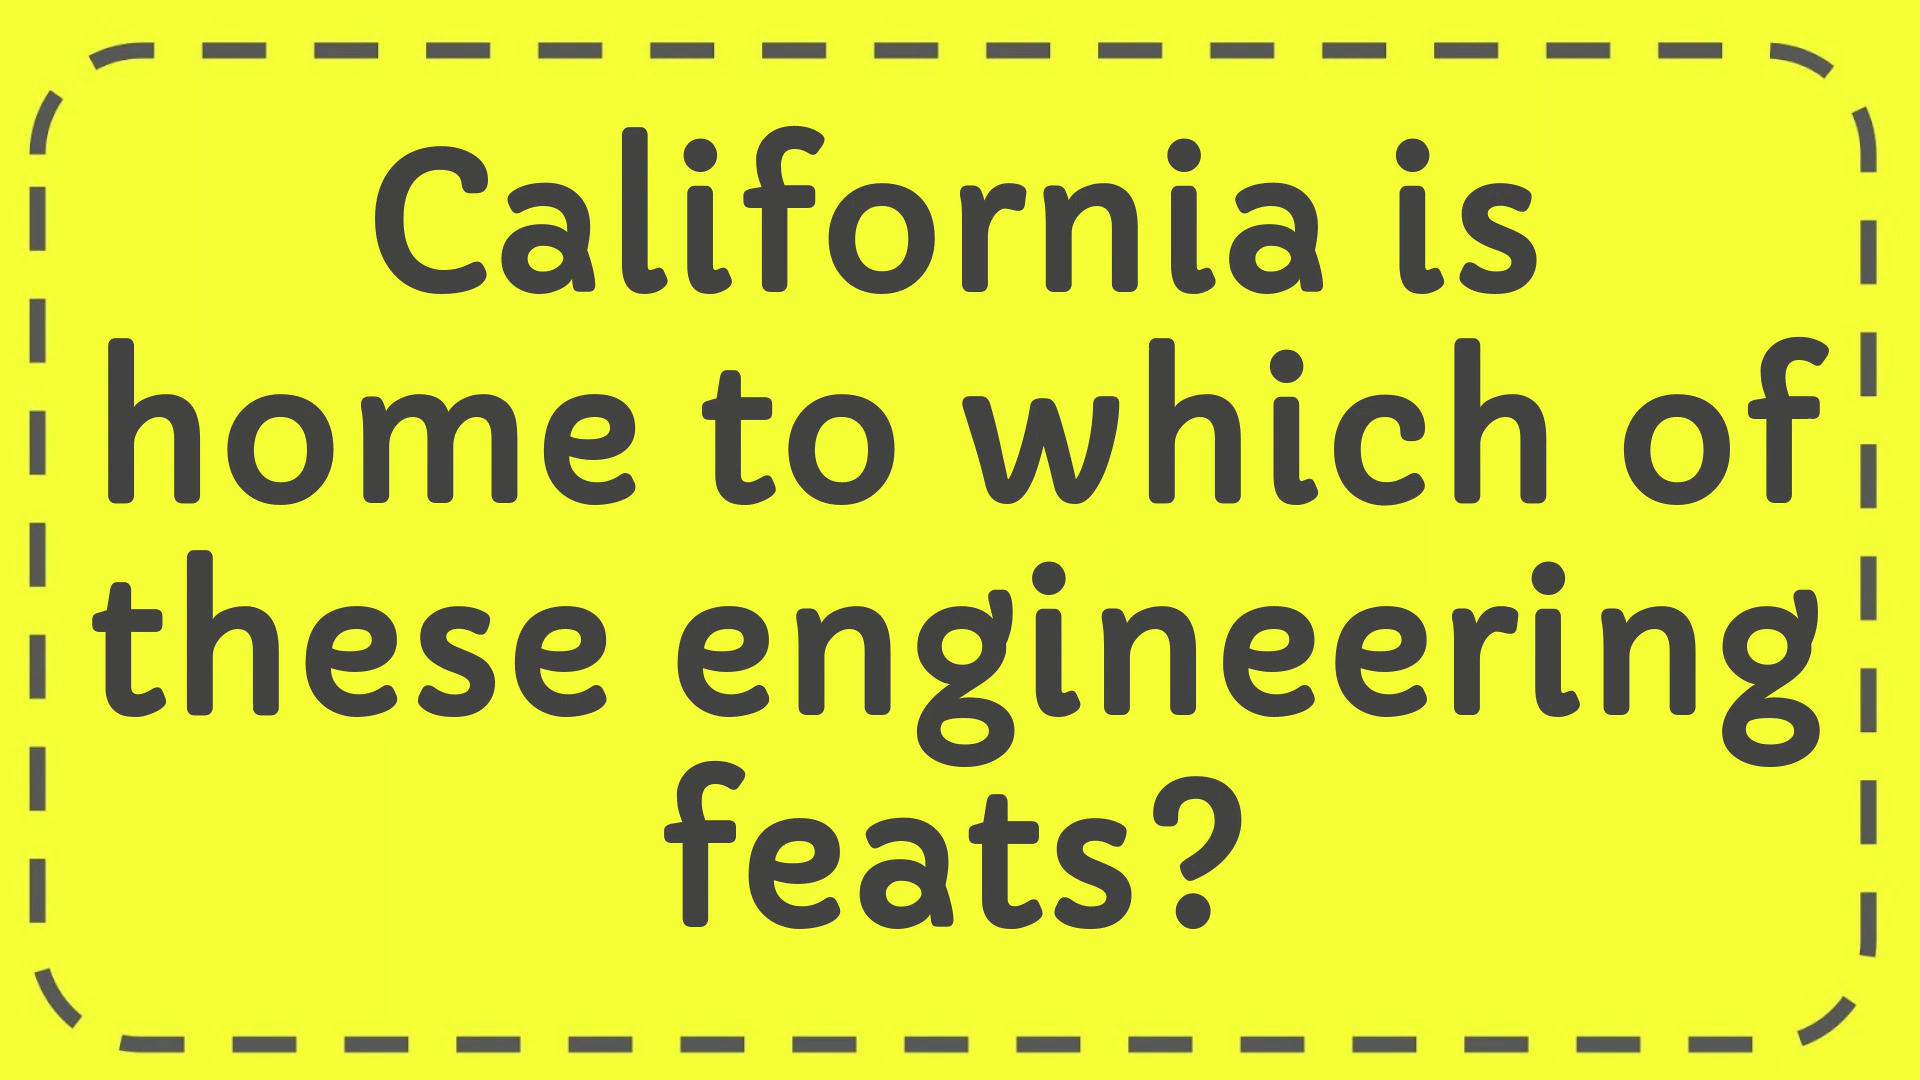 California is
home to which of
these engineering
feats?